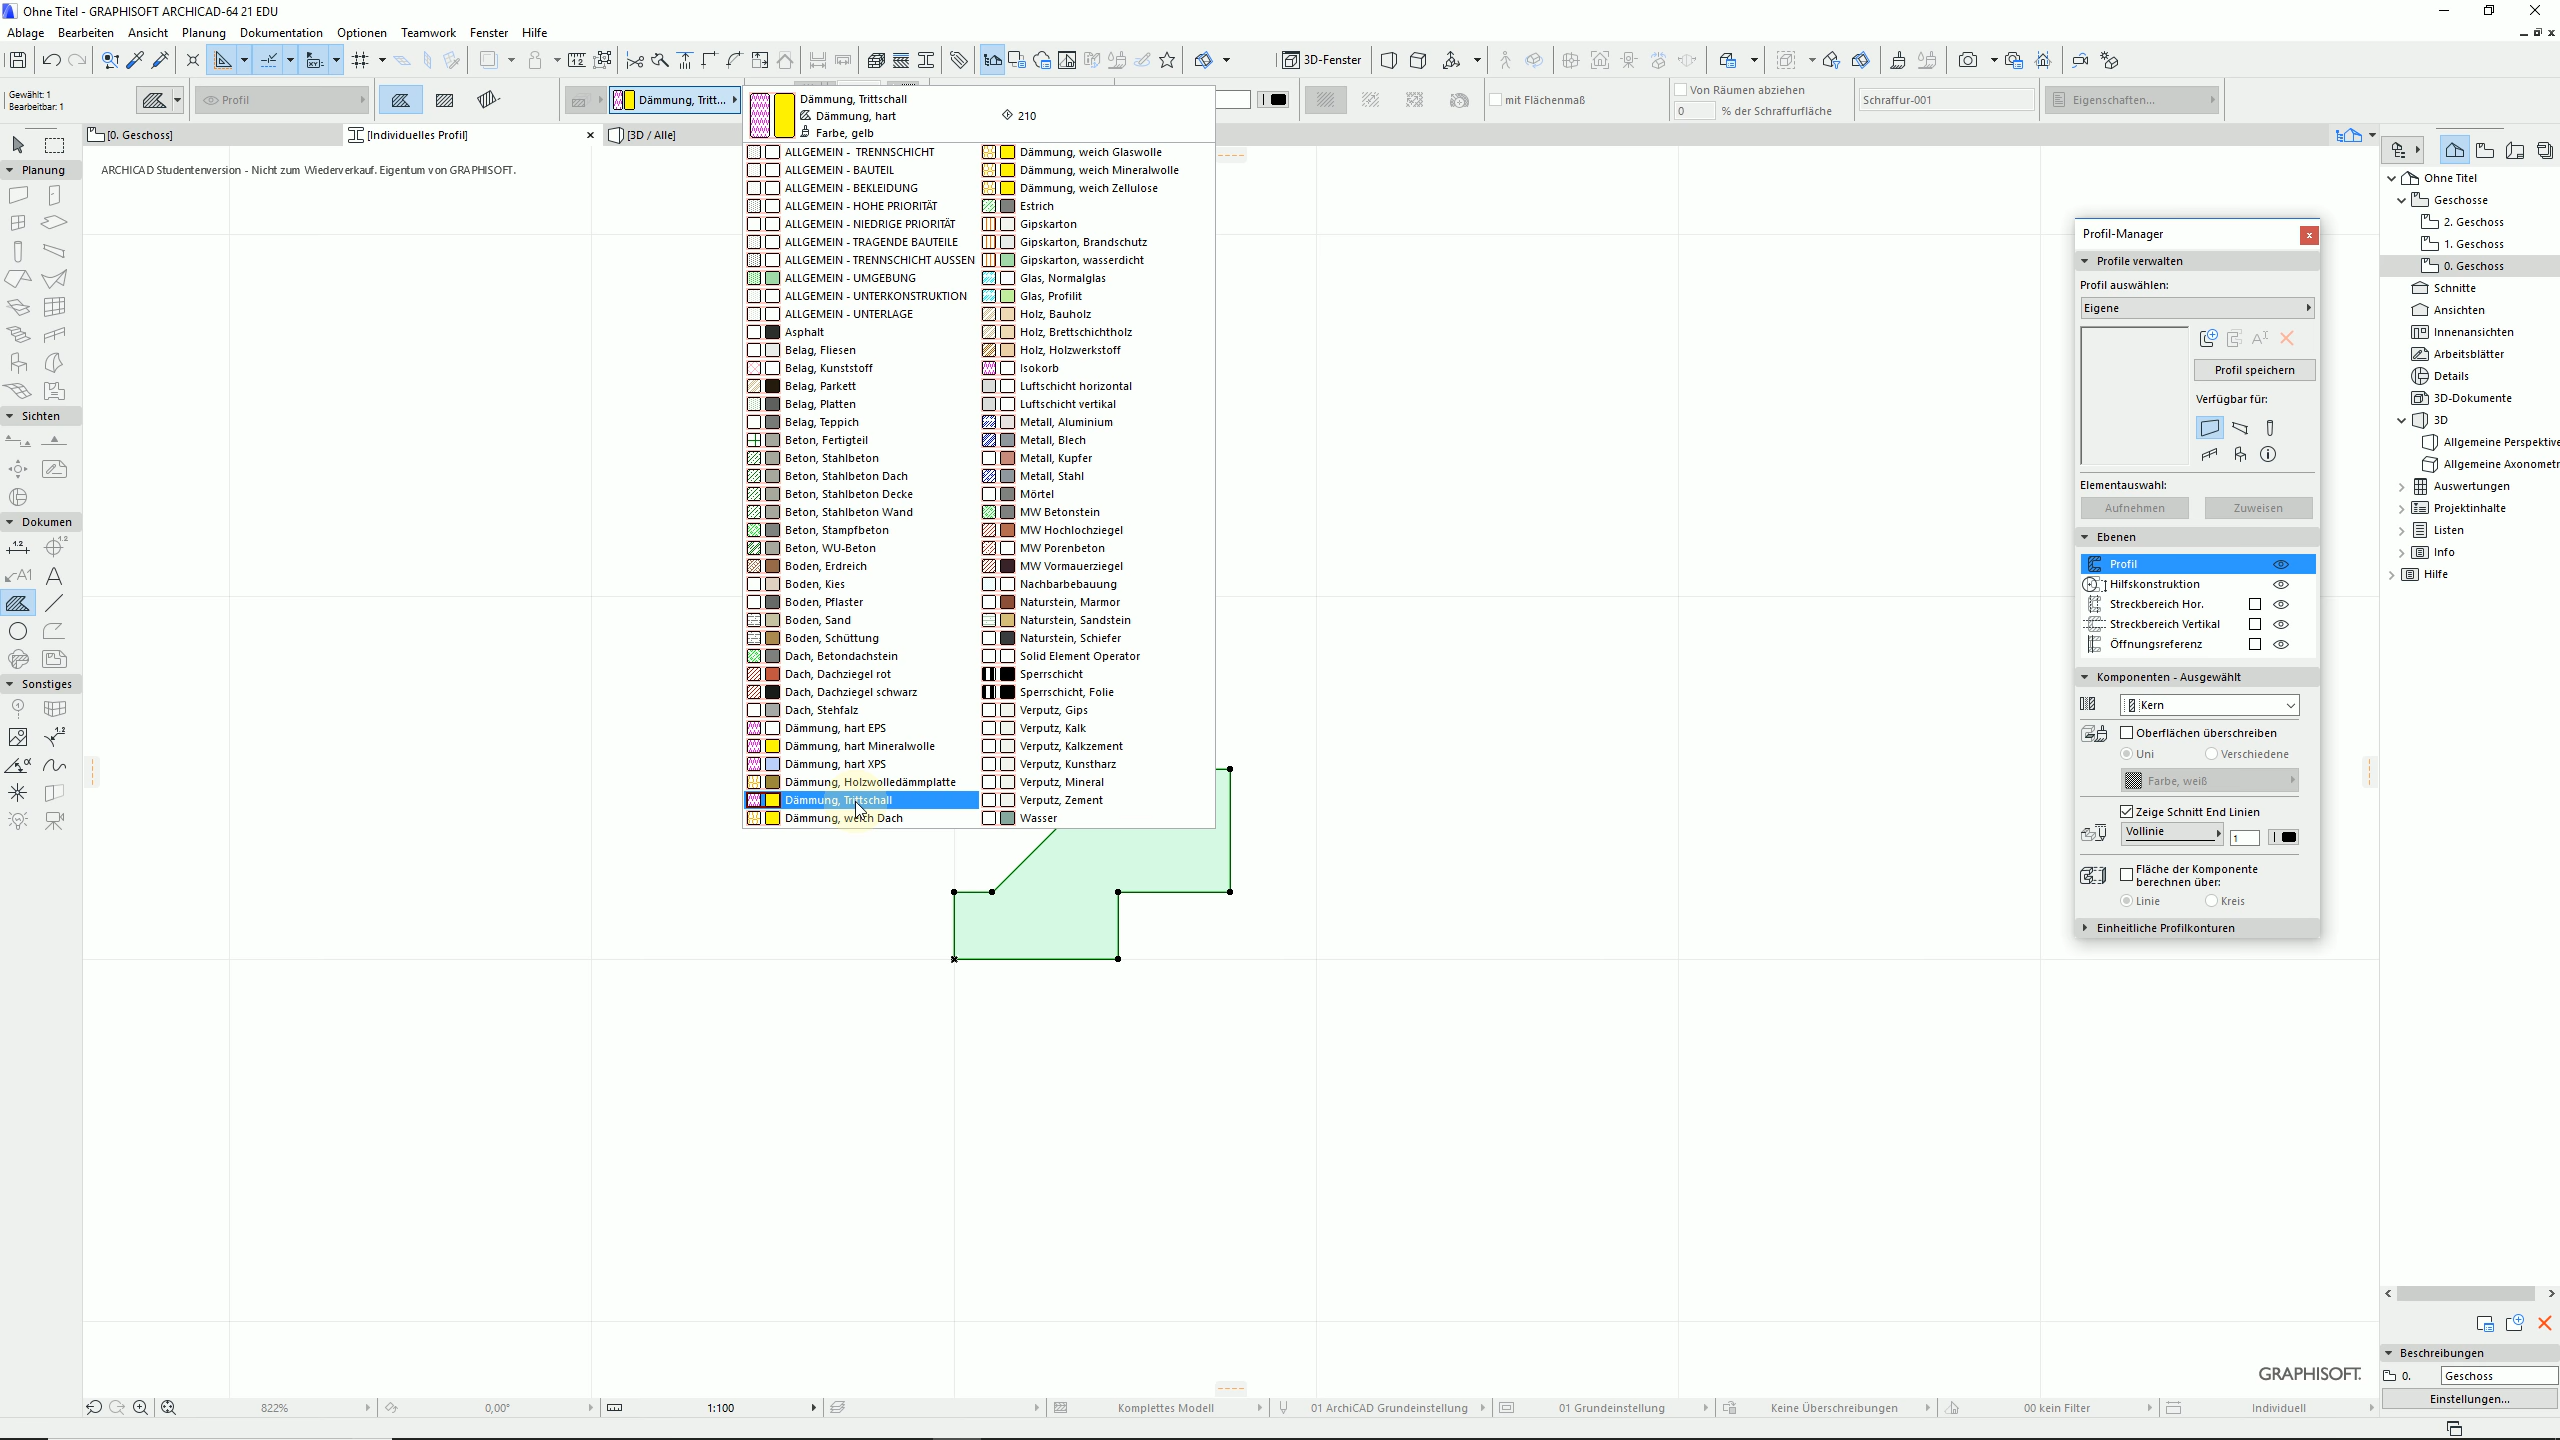 Ohne Titel - GRAPHISOFT ARCHICAD-64 21 EDU
Ablage Bearbeiten Ansicht Planung Dokumentation Optionen Teamwork Fenster Hilfe
3D-Fenster
Gewählt: 1
Bearbeitbar: 1
Profil
Dämmung, Tritt...
mit Flächenmaß
Von Räumen abziehen
0 % der Schraffurfläche
Schraffur-001
Eigenschaften...
[0. Geschoss]
[Individuelles Profil]
[3D / Alle]
ARCHICAD Studentenversion - Nicht zum Wiederverkauf. Eigentum von GRAPHISOFT.
Planung
Sichten
Dokumen
Sonstiges
Dämmung, Trittschall
Dämmung, hart
210
Farbe, gelb
ALLGEMEIN - TRENNSCHICHT
ALLGEMEIN - BAUTEIL
ALLGEMEIN - BEKLEIDUNG
ALLGEMEIN - HOHE PRIORITÄT
ALLGEMEIN - NIEDRIGE PRIORITÄT
ALLGEMEIN - TRAGENDE BAUTEILE
ALLGEMEIN - TRENNSCHICHT AUSSEN
ALLGEMEIN - UMGEBUNG
ALLGEMEIN - UNTERKONSTRUKTION
ALLGEMEIN - UNTERLAGE
Asphalt
Belag, Fliesen
Belag, Kunststoff
Belag, Parkett
Belag, Platten
Belag, Teppich
Beton, Fertigteil
Beton, Stahlbeton
Beton, Stahlbeton Dach
Beton, Stahlbeton Decke
Beton, Stahlbeton Wand
Beton, Stampfbeton
Beton, WU-Beton
Boden, Erdreich
Boden, Kies
Boden, Pflaster
Boden, Sand
Boden, Schüttung
Dach, Betondachstein
Dach, Dachziegel rot
Dach, Dachziegel schwarz
Dach, Stehfalz
Dämmung, hart EPS
Dämmung, hart Mineralwolle
Dämmung, hart XPS
Dämmung, Holzwolledämmplatte
Dämmung, Trittschall
Dämmung, weich Dach
Dämmung, weich Glaswolle
Dämmung, weich Mineralwolle
Dämmung, weich Zellulose
Estrich
Gipskarton
Gipskarton, Brandschutz
Gipskarton, wasserdicht
Glas, Normalglas
Glas, Profilit
Holz, Bauholz
Holz, Brettschichtholz
Holz, Holzwerkstoff
Isokorb
Luftschicht horizontal
Luftschicht vertikal
Metall, Aluminium
Metall, Blech
Metall, Kupfer
Metall, Stahl
Mörtel
MW Betonstein
MW Hochlochziegel
MW Porenbeton
MW Vormauerziegel
Nachbarbebauung
Naturstein, Marmor
Naturstein, Sandstein
Naturstein, Schiefer
Solid Element Operator
Sperrschicht
Sperrschicht, Folie
Verputz, Gips
Verputz, Kalk
Verputz, Kalkzement
Verputz, Kunstharz
Verputz, Mineral
Verputz, Zement
Wasser
Profil-Manager
Profile verwalten
Profil auswählen:
Eigene
Profil speichern
Verfügbar für:
Elementauswahl:
Aufnehmen Zuweisen
Ebenen
Profil
Hilfskonstruktion
Streckbereich Hor.
Streckbereich Vertikal
Öffnungsreferenz
Komponenten - Ausgewählt
Kern
Oberflächen überschreiben
Uni Verschiedene
Farbe, weiß
Zeige Schnitt End Linien
Vollinie 1
Fläche der Komponente
berechnen über:
Linie Kreis
Einheitliche Profilkonturen
Ohne Titel
Geschosse
2. Geschoss
1. Geschoss
0. Geschoss
Schnitte
Ansichten
Innenansichten
Arbeitsblätter
Details
3D-Dokumente
3D
Allgemeine Perspektive
Allgemeine Axonomet
Auswertungen
Projektinhalte
Listen
Info
Hilfe
Beschreibungen
0. Geschoss
Einstellungen...
GRAPHISOFT.
822% 0,00° 1:100 Komplettes Modell 01 ArchiCAD Grundeinstellung 01 Grundeinstellung Keine Überschreibungen 00 kein Filter Individuell